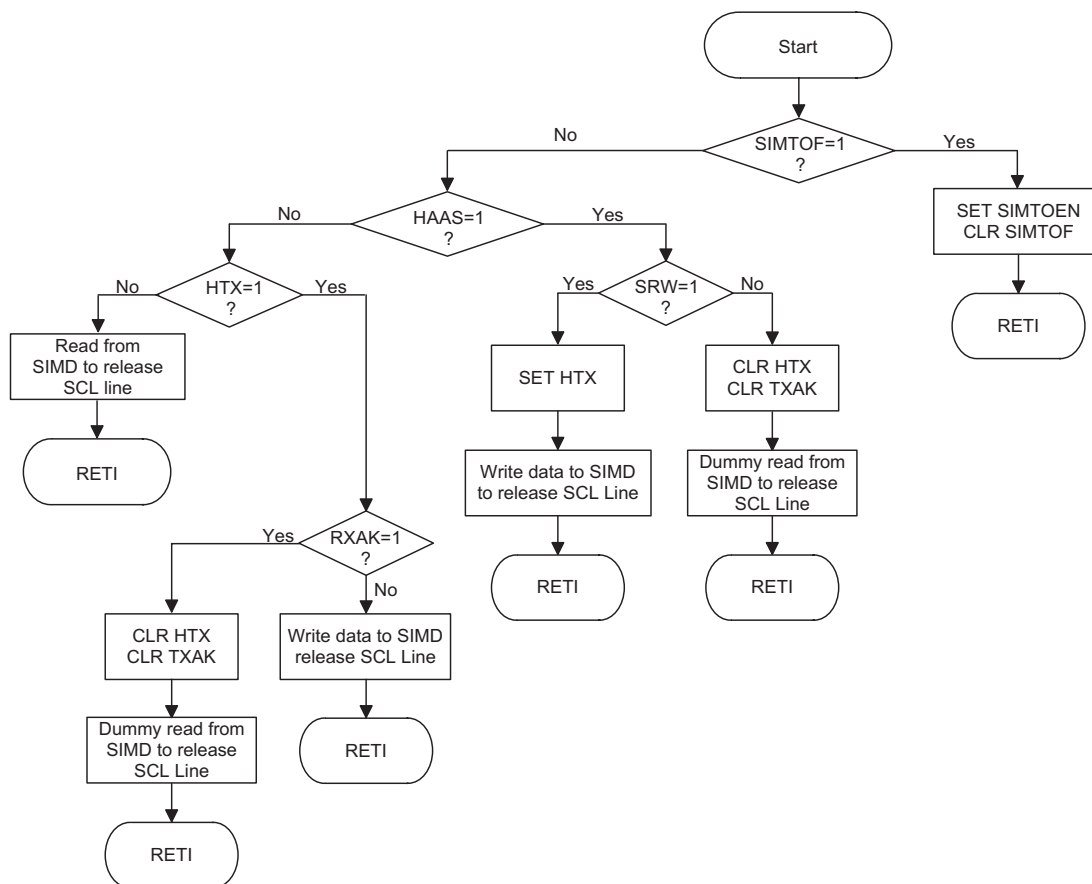 Start
SIMTOF=1
?
No
Yes
SET SIMTOEN
CLR SIMTOF
RETI
HAAS=1
?
No
Yes
HTX=1
?
No
Yes
SRW=1
?
Yes
No
Read from
SIMD to release
SCL line
RETI
SET HTX
CLR HTX
CLR TXAK
Write data to SIMD
to release SCL Line
Dummy read from
SIMD to release
SCL Line
RETI
RETI
RXAK=1
?
Yes
No
CLR HTX
CLR TXAK
Write data to SIMD
release SCL Line
Dummy read from
SIMD to release
SCL Line
RETI
RETI